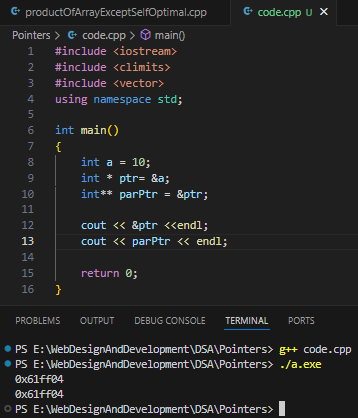 productOfArrayExceptSelfOptimal.cpp
code.cpp U ×
Pointers > code.cpp > main()
1 #include <iostream>
2 #include <climits>
3 #include <vector>
4 using namespace std;
5
6 int main()
7 {
8 int a = 10;
9 int * ptr= &a;
10 int** parPtr = &ptr;
11
12 cout << &ptr <<endl;
13 cout << parPtr << endl;
14
15 return 0;
16 }
PROBLEMS OUTPUT DEBUG CONSOLE TERMINAL PORTS
PS E:\WebDesignAndDevelopment\DSA\Pointers> g++ code.cpp
PS E:\WebDesignAndDevelopment\DSA\Pointers> ./a.exe
0x61ff04
0x61ff04
PS E:\WebDesignAndDevelopment\DSA\Pointers>